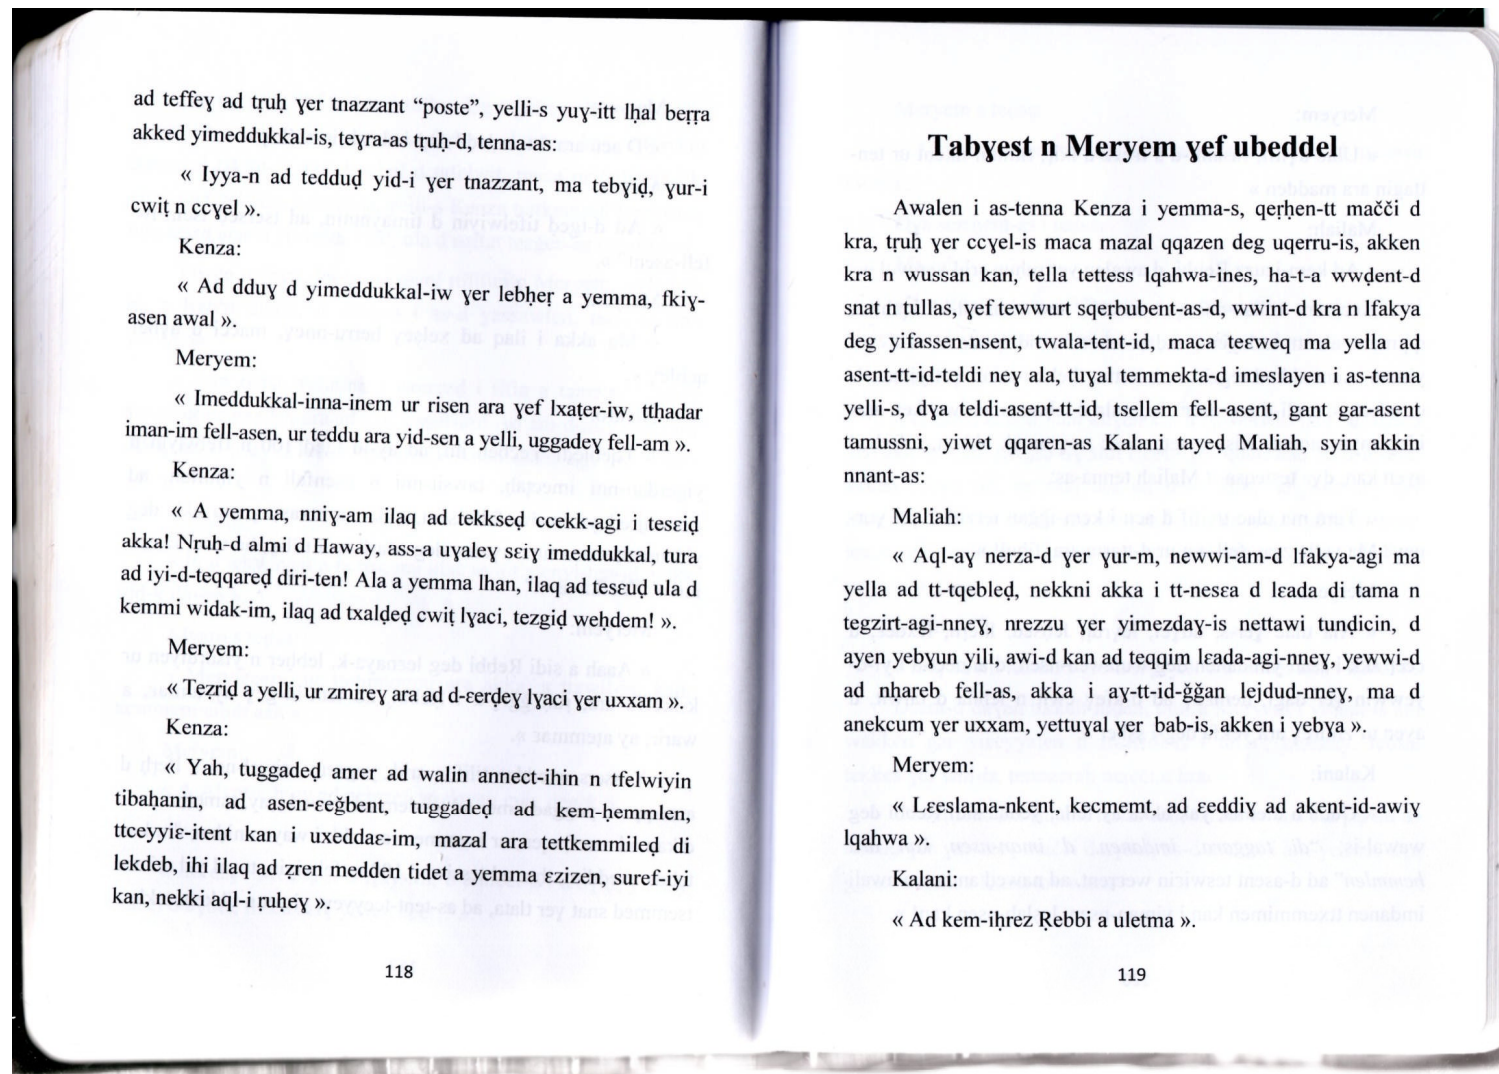 ad teffeɣ ad tṛuḥ ɣer tnazzant “poste”, yelli-s yuɣ-itt lḥal beṛṛa
akked yimeddukkal-is, teɣra-as tṛuḥ-d, tenna-as:
« Iyya-n ad tedduḍ yid-i ɣer tnazzant, ma tebɣiḍ, ɣur-i
cwiṭ n ccɣel ».
Kenza:
« Ad dduɣ d yimeddukkal-iw ɣer lebḥeṛ a yemma, fkiɣ-
asen awal ».
Meryem:
« Imeddukkal-inna-inem ur risen ara ɣef lxaṭer-iw, ttḥadar
iman-im fell-asen, ur teddu ara yid-sen a yelli, uggadeɣ fell-am ».
Kenza:
« A yemma, nniɣ-am ilaq ad tekkseḍ ccekk-agi i tesɛiḍ
akka! Nṛuḥ-d almi d Haway, ass-a uɣaleɣ sɛiɣ imeddukkal, tura
ad iyi-d-teqqareḍ diri-ten! Ala a yemma lhan, ilaq ad tesɛuḍ ula d
kemmi widak-im, ilaq ad txalḍeḍ cwiṭ lɣaci, tezgiḍ weḥdem! ».
Meryem:
« Teẓriḍ a yelli, ur zmireɣ ara ad d-ɛerḍeɣ lɣaci ɣer uxxam ».
Kenza:
« Yah, tuggadeḍ amer ad walin annect-ihin n tfelwiyin
tibaḥanin, ad asen-ɛeǧbent, tuggadeḍ ad kem-ḥemmlen,
ttɛeyyiɛ-itent kan i uxeddaɛ-im, mazal ara tettkemmileḍ di
lekdeb, ihi ilaq ad ẓren medden tidet a yemma ɛzizen, suref-iyi
kan, nekki aql-i ṛuḥeɣ ».
118
Tabɣest n Meryem ɣef ubeddel
Awalen i as-tenna Kenza i yemma-s, qeṛḥen-tt mačči d
kra, tṛuḥ ɣer ccɣel-is maca mazal qqazen deg uqerru-is, akken
kra n wussan kan, tella tettess lqahwa-ines, ha-t-a wwḍent-d
snat n tullas, ɣef tewwurt sqeṛbubent-as-d, wwint-d kra n lfakya
deg yifassen-nsent, twala-tent-id, maca teɛweq ma yella ad
asent-tt-id-teldi neɣ ala, tuɣal temmekta-d imeslayen i as-tenna
yelli-s, dɣa teldi-asent-tt-id, tsellem fell-asent, gant gar-asent
tamussni, yiwet qqaren-as Kalani tayed Maliah, syin akkin
nnant-as:
Maliah:
« Aql-aɣ nerza-d ɣer ɣur-m, newwi-am-d lfakya-agi ma
yella ad tt-tqebleḍ, nekkni akka i tt-nesɛa d lɛada di tama n
tegzirt-agi-nneɣ, nrezzu ɣer yimezdaɣ-is nettawi tunḍicin, d
ayen yebɣun yili, awi-d kan ad teqqim lɛada-agi-nneɣ, yewwi-d
ad nḥareb fell-as, akka i aɣ-tt-id-ǧǧan lejdud-nneɣ, ma d
anekcum ɣer uxxam, yettuɣal ɣer bab-is, akken i yebya ».
Meryem:
« Lɛeslama-nkent, kecmemt, ad ɛeddiɣ ad akent-id-awiɣ
lqahwa ».
Kalani:
« Ad kem-iḥrez Ṛebbi a uletma ».
119